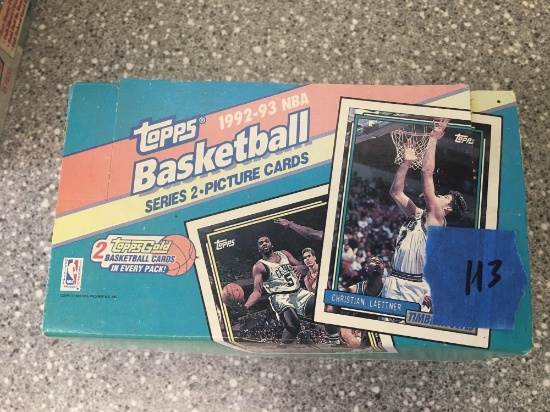 TOPPS®
1992-93 NBA
Basketball
SERIES 2-PICTURE CARDS
2 Topps Gold
BASKETBALL CARDS
IN EVERY PACK!
NBA
TOPPS
TOPPS
CHRISTIAN LAETTNER
113